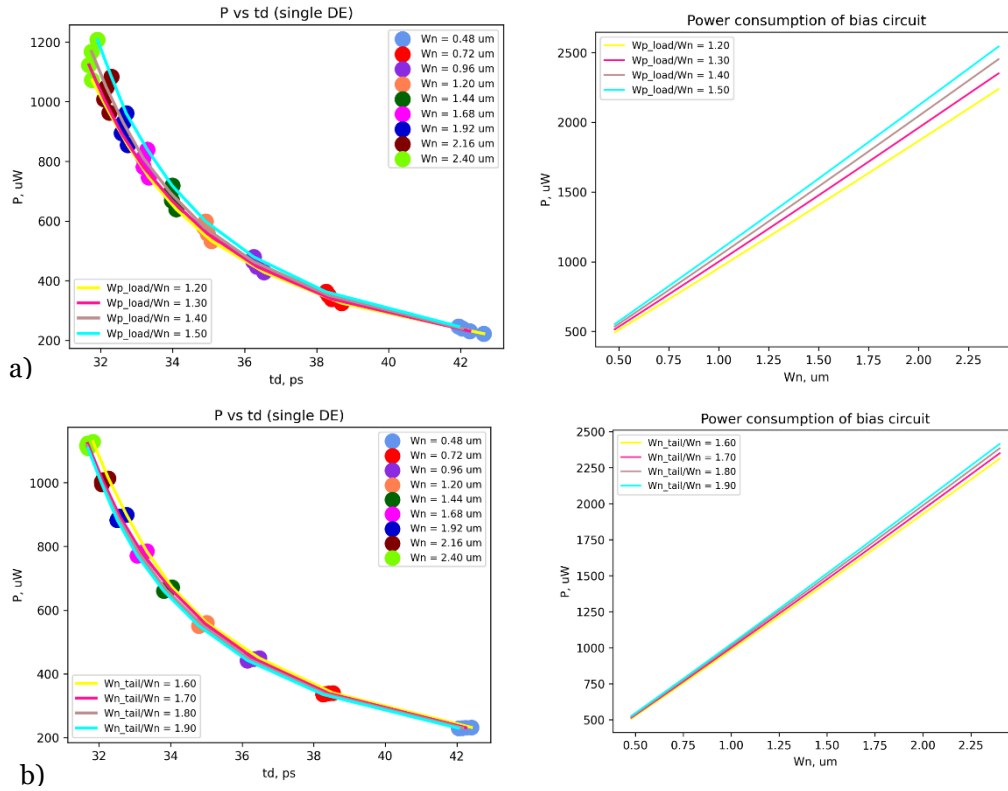 P vs td (single DE)
1200
1000
800
600
400
200
P, uW
32
34
36
38
40
42
td, ps
Wn = 0.48 um
Wn = 0.72 um
Wn = 0.96 um
Wn = 1.20 um
Wn = 1.44 um
Wn = 1.68 um
Wn = 1.92 um
Wn = 2.16 um
Wn = 2.40 um
Wp_load/Wn = 1.20
Wp_load/Wn = 1.30
Wp_load/Wn = 1.40
Wp_load/Wn = 1.50
a)
Power consumption of bias circuit
2500
2000
1500
1000
500
P, uW
0.50
0.75
1.00
1.25
1.50
1.75
2.00
2.25
Wn, um
Wp_load/Wn = 1.20
Wp_load/Wn = 1.30
Wp_load/Wn = 1.40
Wp_load/Wn = 1.50
P vs td (single DE)
1000
800
600
400
200
P, uW
32
34
36
38
40
42
td, ps
Wn = 0.48 um
Wn = 0.72 um
Wn = 0.96 um
Wn = 1.20 um
Wn = 1.44 um
Wn = 1.68 um
Wn = 1.92 um
Wn = 2.16 um
Wn = 2.40 um
Wn_tail/Wn = 1.60
Wn_tail/Wn = 1.70
Wn_tail/Wn = 1.80
Wn_tail/Wn = 1.90
b)
Power consumption of bias circuit
2500
2250
2000
1750
1500
1250
1000
750
500
P, uW
0.50
0.75
1.00
1.25
1.50
1.75
2.00
2.25
Wn, um
Wn_tail/Wn = 1.60
Wn_tail/Wn = 1.70
Wn_tail/Wn = 1.80
Wn_tail/Wn = 1.90